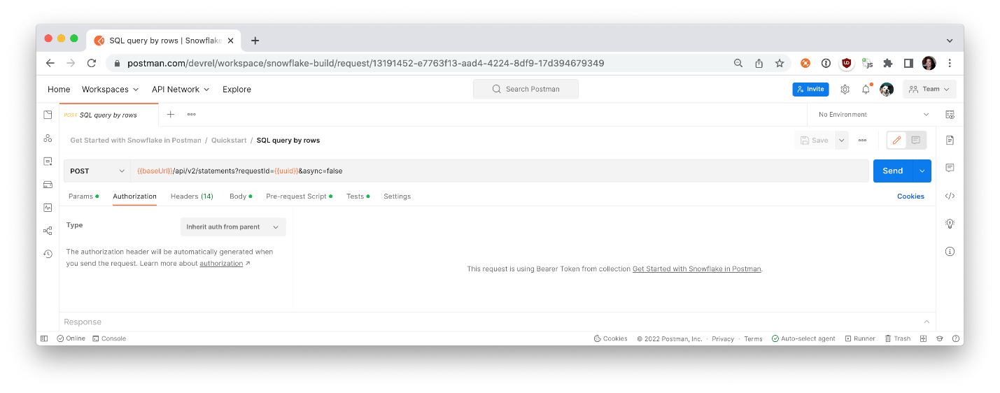 SQL query by rows | Snowflake
postman.com/devrel/workspace/snowflake-build/request/13191452-e7763f13-aad4-4224-8df9-17d394679349
Home Workspaces API Network Explore Search Postman Invite Team
POST SQL query by rows No Environment
Get Started with Snowflake in Postman / Quickstart / SQL query by rows Save
POST {{baseUrl}}/api/v2/statements?requestId={{uuid}}&async=false Send
Params Authorization Headers (14) Body Pre-request Script Tests Settings Cookies
Type Inherit auth from parent
The authorization header will be automatically generated when
you send the request. Learn more about authorization ↗
This request is using Bearer Token from collection Get Started with Snowflake in Postman.
Response
Online Console Cookies © 2022 Postman, Inc. · Privacy · Terms Auto-select agent Runner Trash